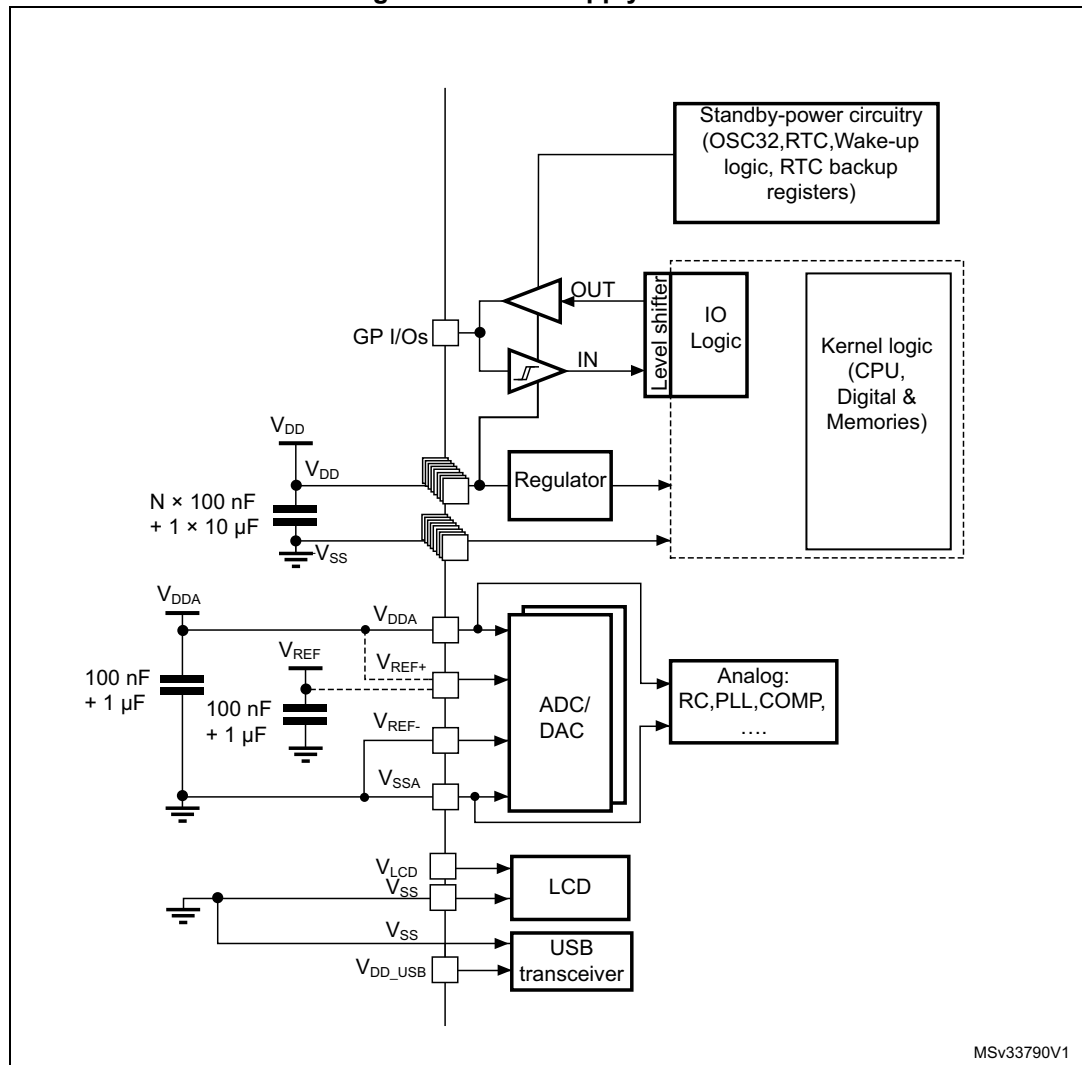 Standby-power circuitry
(OSC32,RTC,Wake-up
logic, RTC backup
registers)
OUT
GP I/Os
IN
Level shifter
IO
Logic
Kernel logic
(CPU,
Digital &
Memories)
VDD
VDD
Regulator
N × 100 nF
+ 1 × 10 µF
VSS
VDDA
VDDA
VREF
VREF+
100 nF
+ 1 µF
100 nF
+ 1 µF
VREF-
ADC/
DAC
Analog:
RC,PLL,COMP,
....
VSSA
VLCD
VSS
LCD
VSS
USB
transceiver
VDD_USB
MSv33790V1